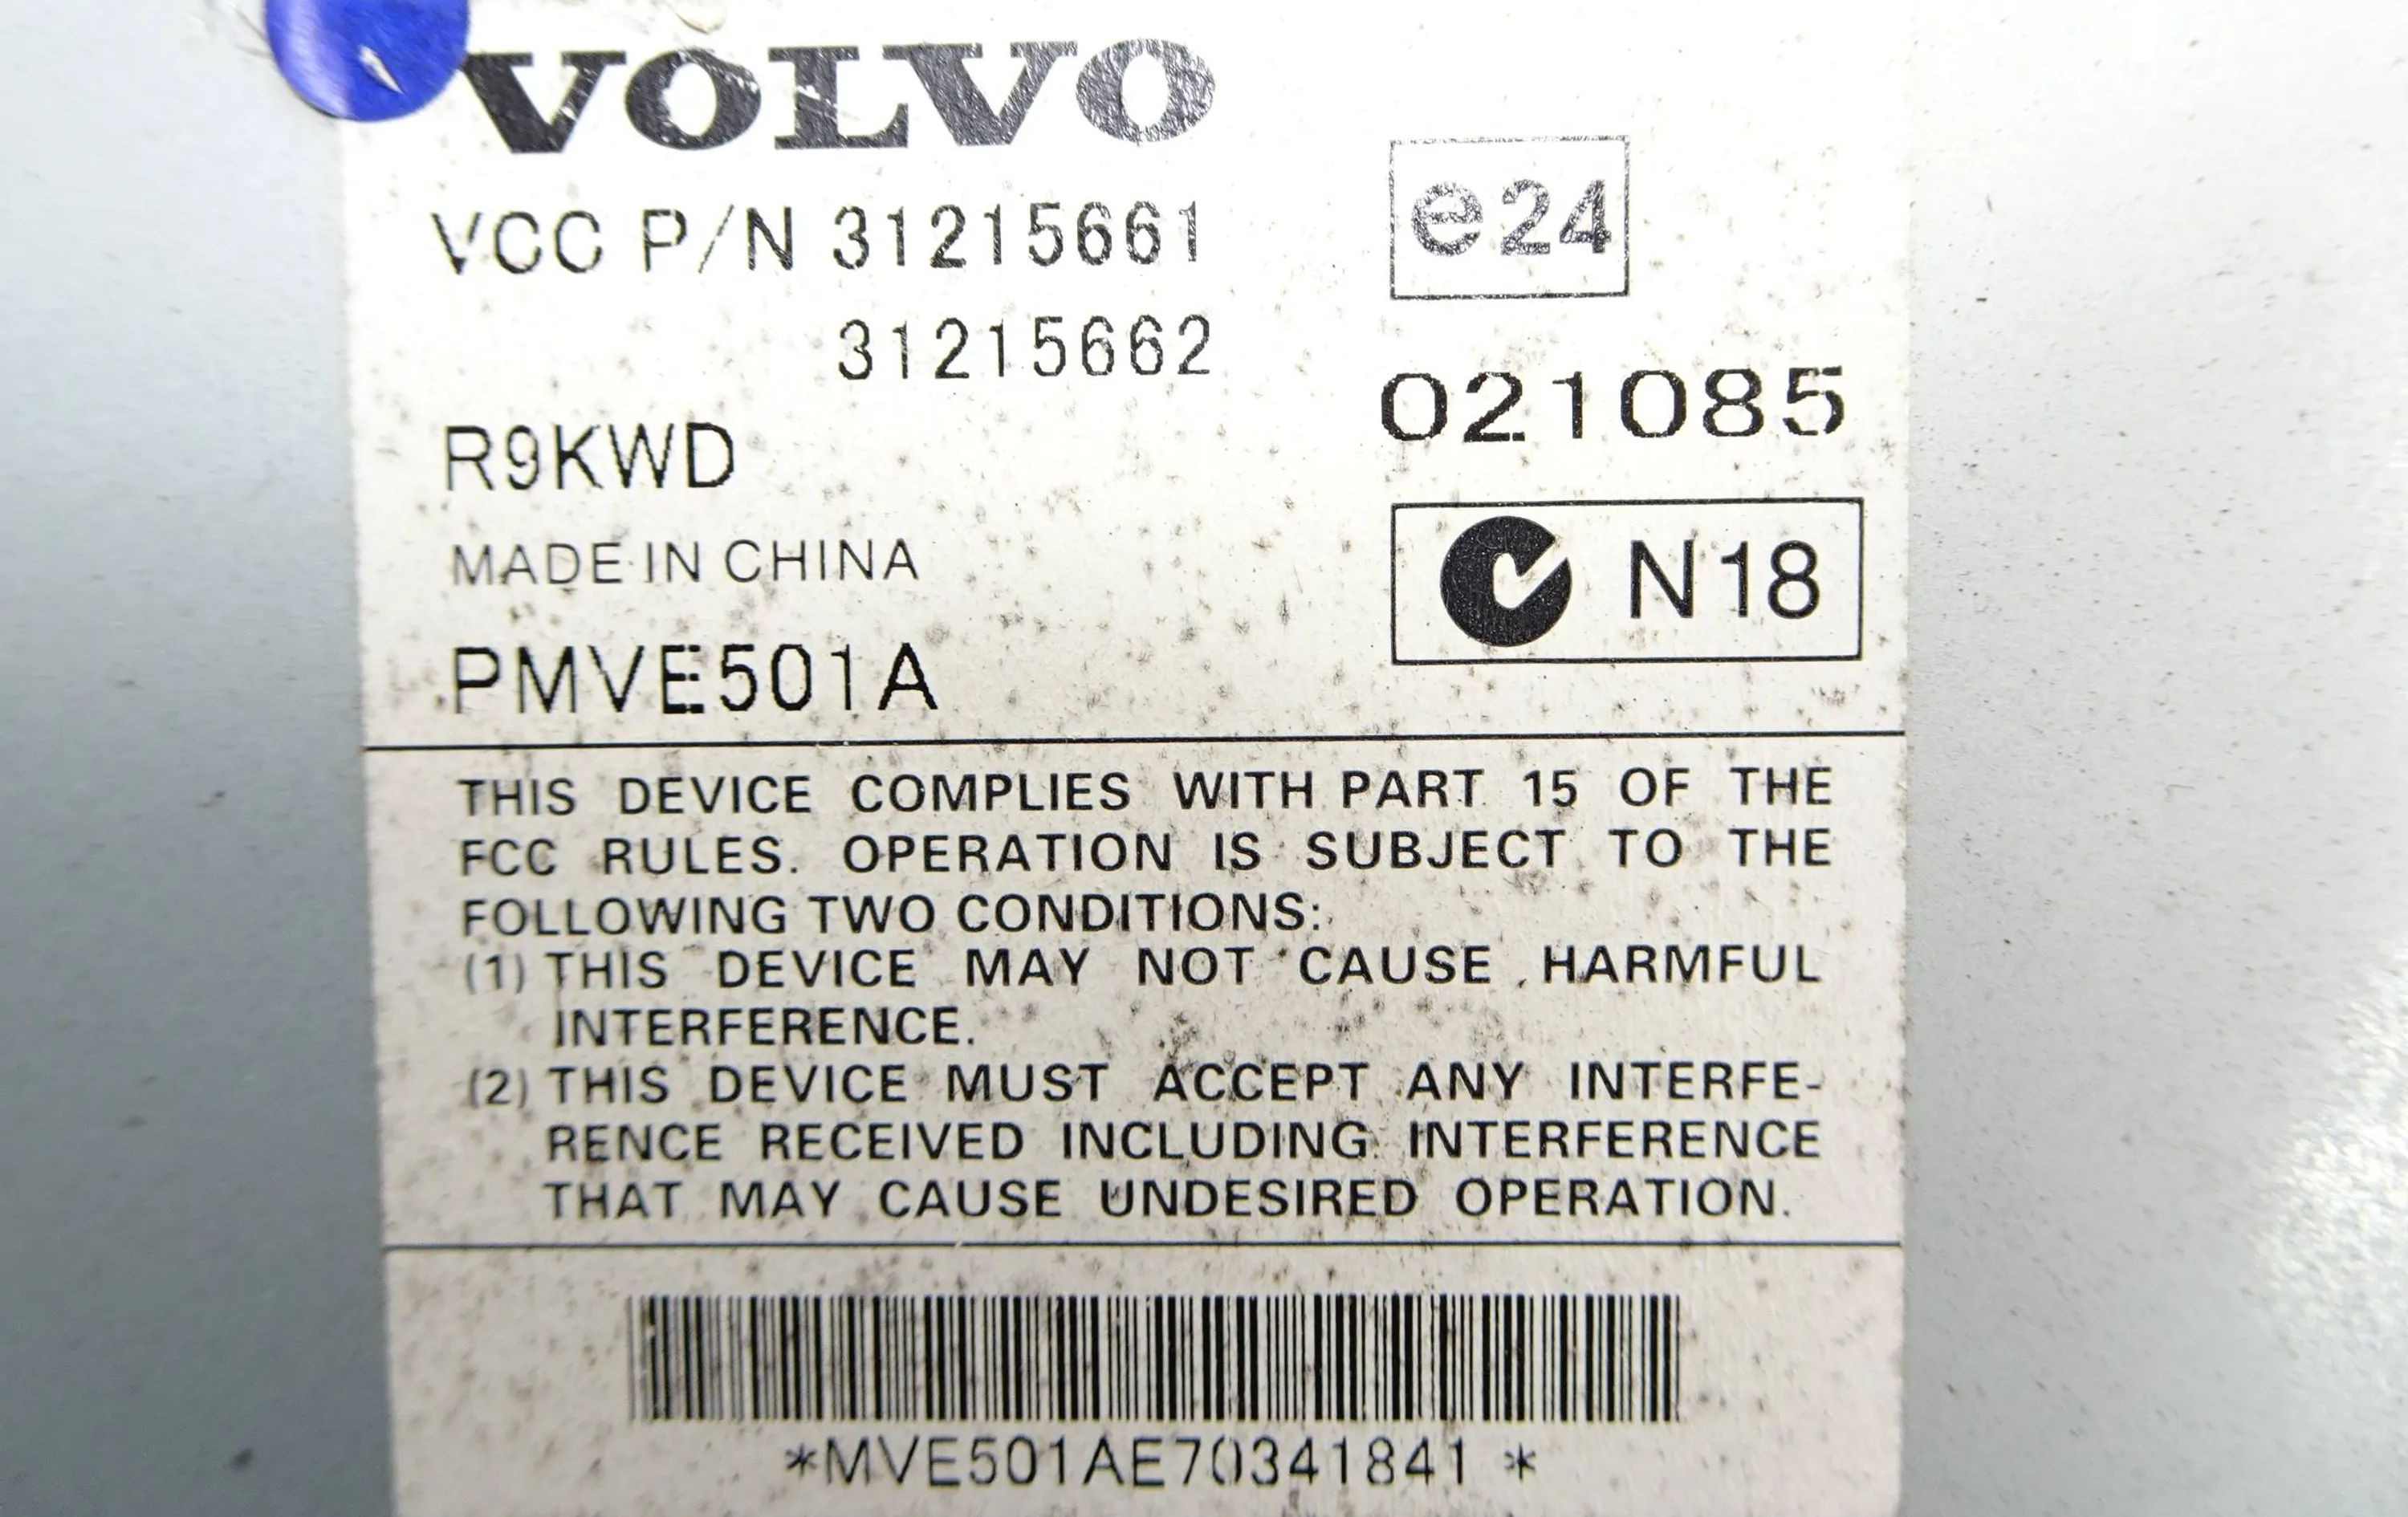 VOLVO
VCC P/N 31215661
31215662
e24
021085
R9KWD
MADE IN CHINA
N18
PMVE501A
THIS DEVICE COMPLIES WITH PART 15 OF THE
FCC RULES. OPERATION IS SUBJECT TO THE
FOLLOWING TWO CONDITIONS:
(1) THIS DEVICE MAY NOT CAUSE HARMFUL
INTERFERENCE.
(2) THIS DEVICE MUST ACCEPT ANY INTERFE-
RENCE RECEIVED INCLUDING INTERFERENCE
THAT MAY CAUSE UNDESIRED OPERATION.
*MVE501AE70341841 *